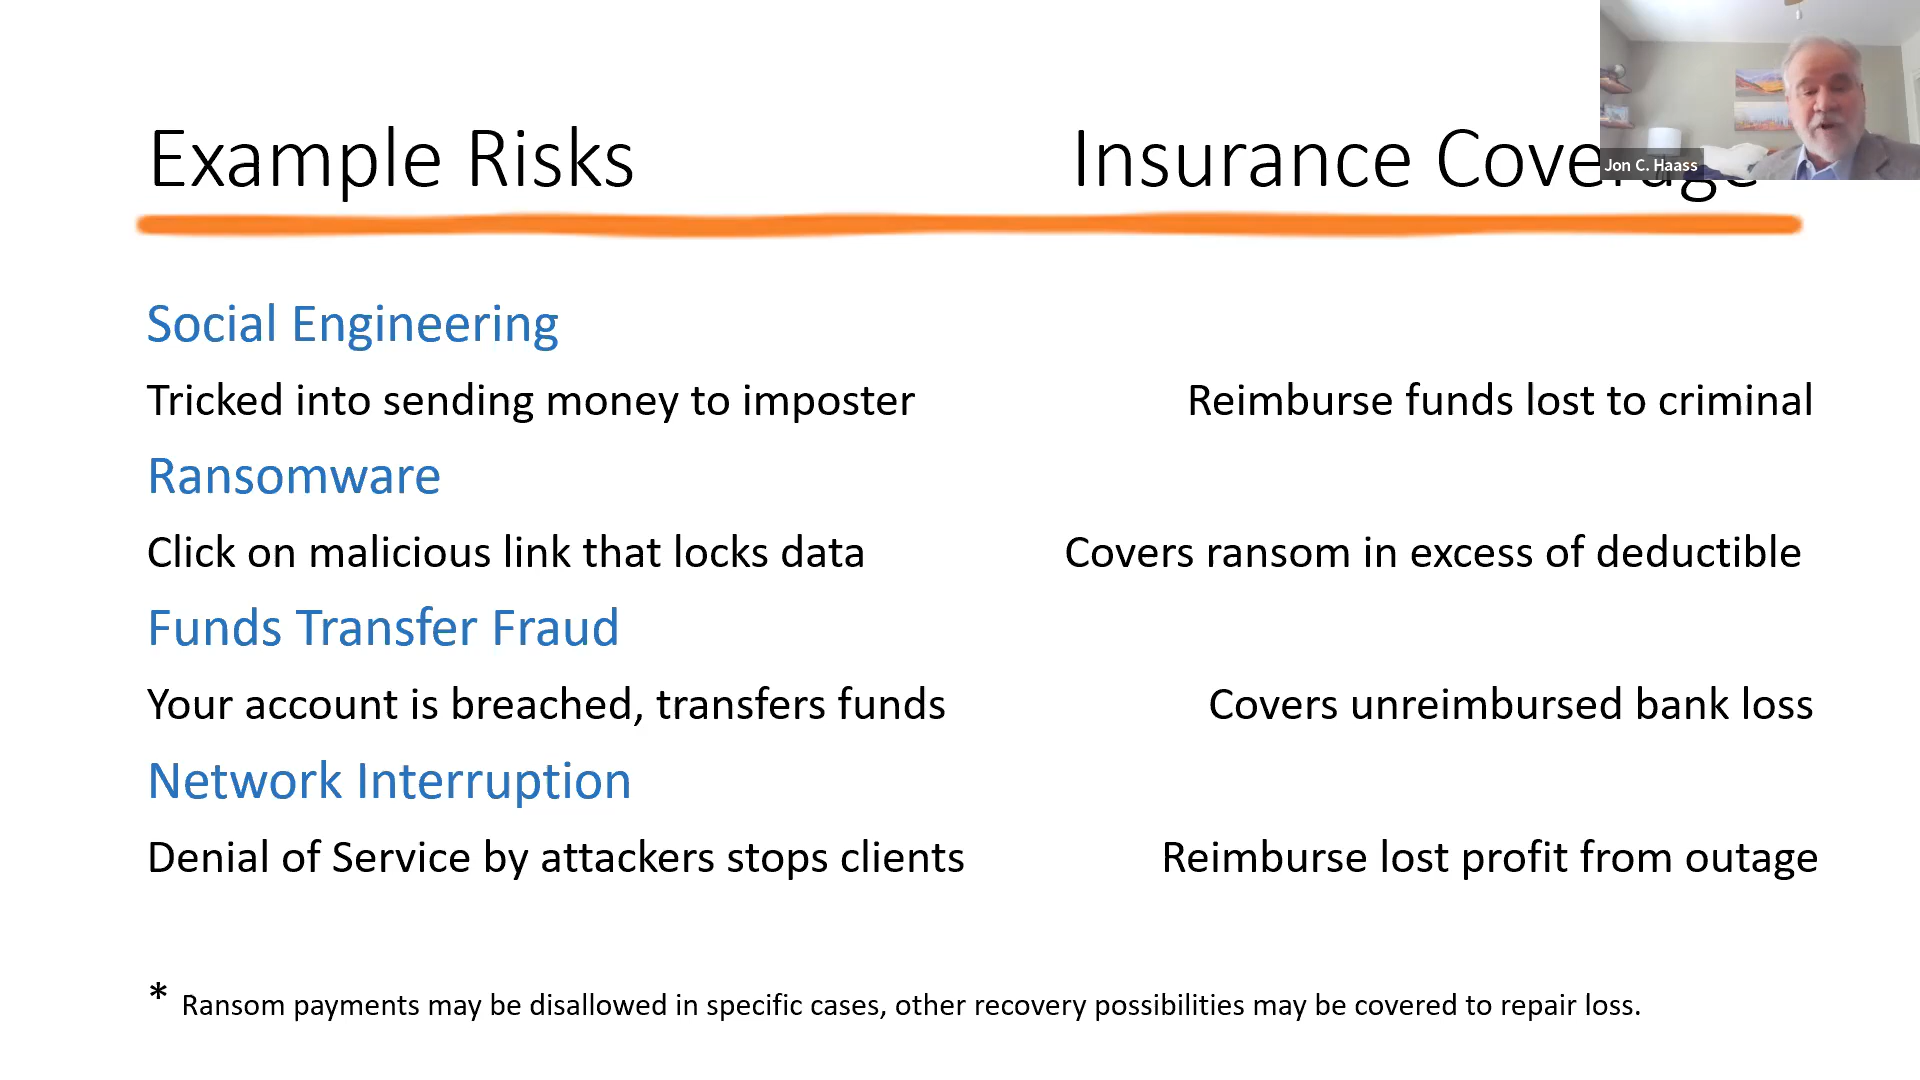 Example Risks Insurance Coverage
Jon C. Haass
Social Engineering
Tricked into sending money to imposter Reimburse funds lost to criminal
Ransomware
Click on malicious link that locks data Covers ransom in excess of deductible
Funds Transfer Fraud
Your account is breached, transfers funds Covers unreimbursed bank loss
Network Interruption
Denial of Service by attackers stops clients Reimburse lost profit from outage
* Ransom payments may be disallowed in specific cases, other recovery possibilities may be covered to repair loss.